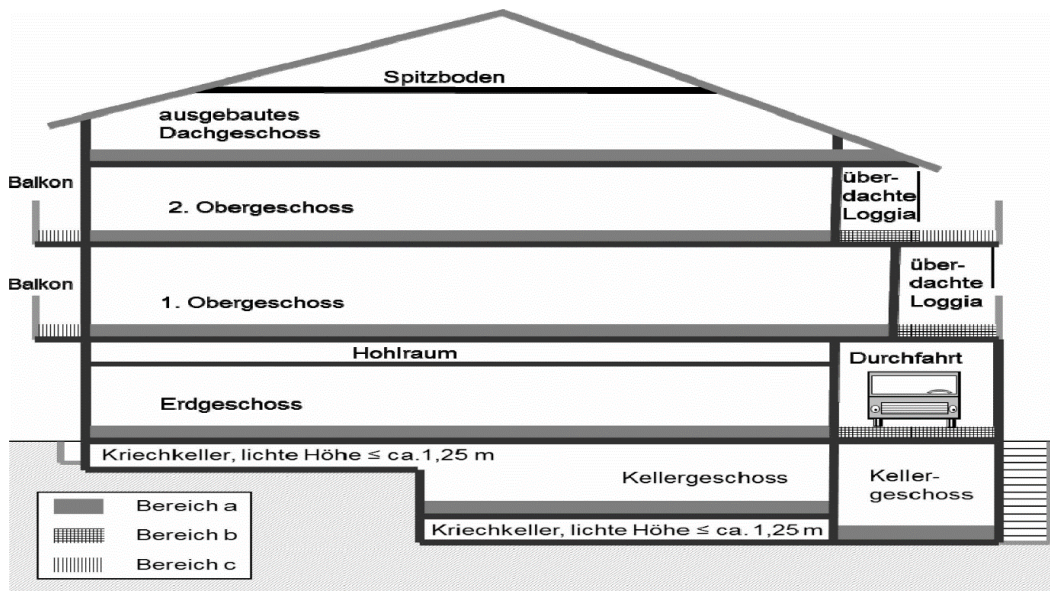 Spitzboden
ausgebautes
Dachgeschoss
Balkon
2. Obergeschoss
über-
dachte
Loggia
Balkon
1. Obergeschoss
über-
dachte
Loggia
Hohlraum
Durchfahrt
Erdgeschoss
Kriechkeller, lichte Höhe ≤ ca.1,25 m
Kellergeschoss
Keller-
geschoss
Kriechkeller, lichte Höhe ≤ ca. 1,25 m
Bereich a
Bereich b
Bereich c